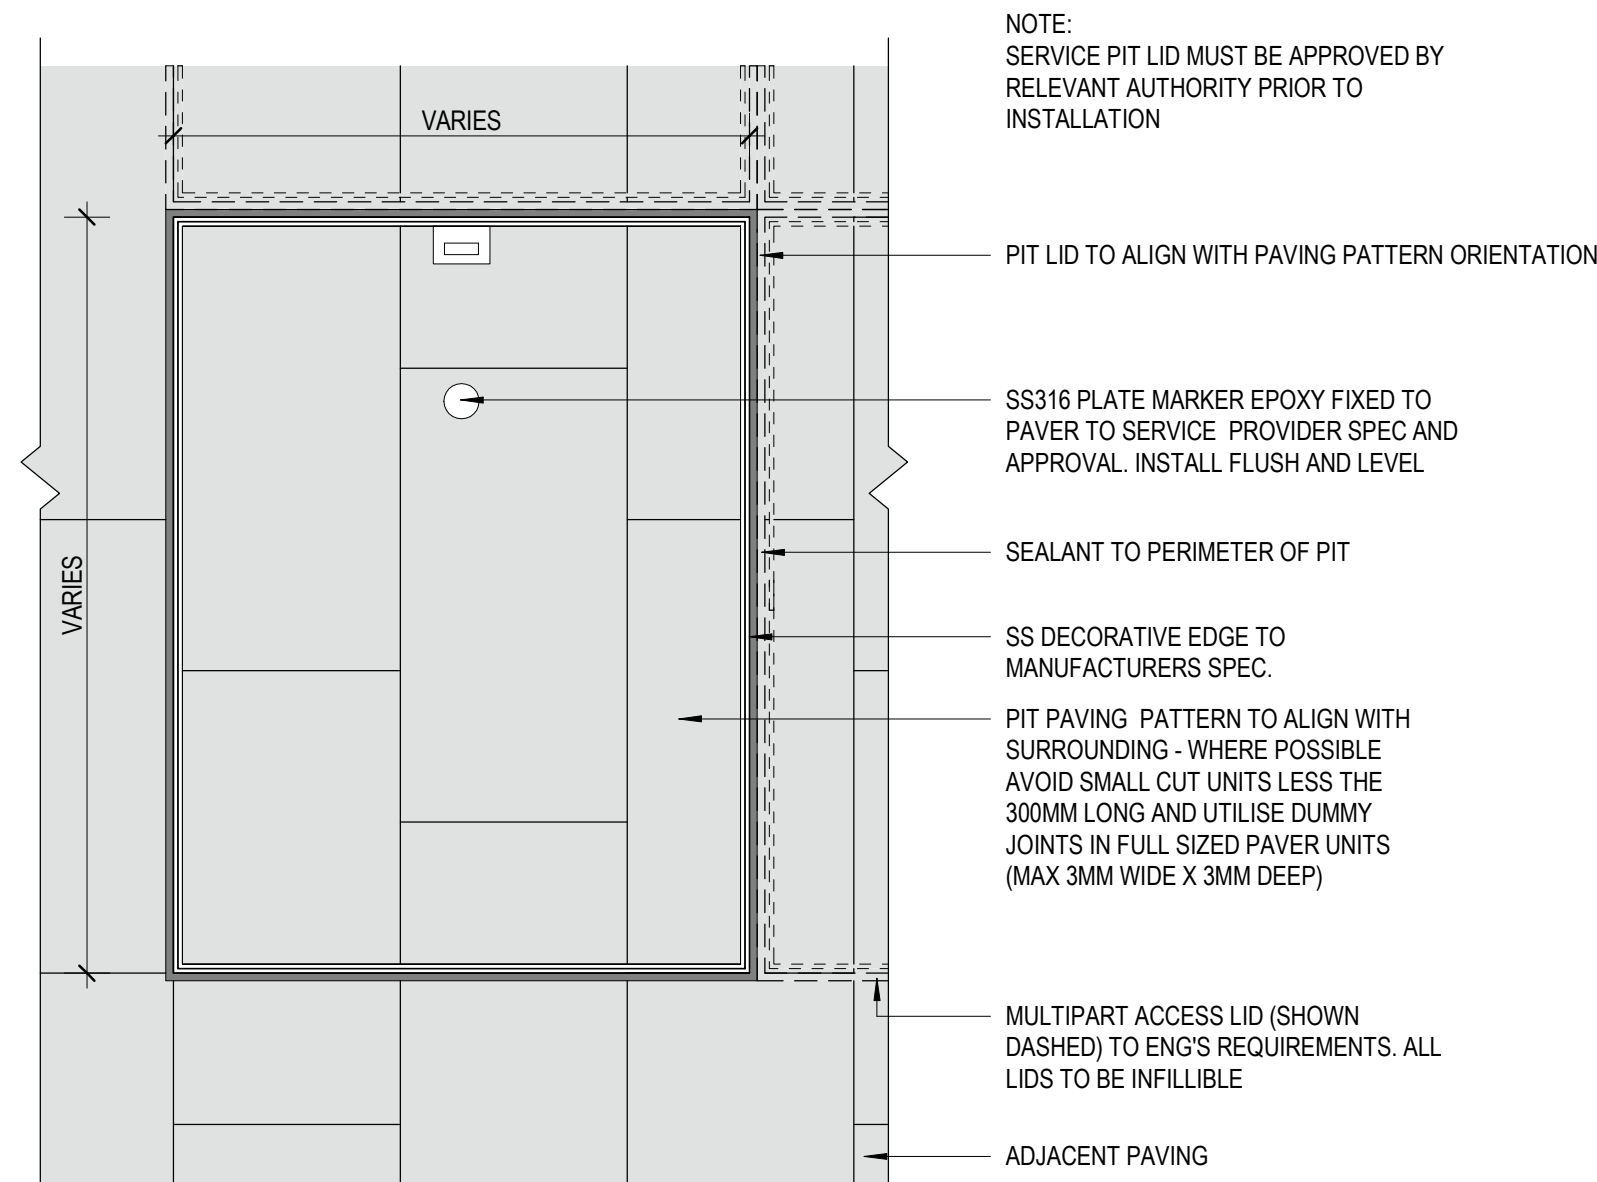 NOTE:
SERVICE PIT LID MUST BE APPROVED BY
RELEVANT AUTHORITY PRIOR TO
INSTALLATION
VARIES
PIT LID TO ALIGN WITH PAVING PATTERN ORIENTATION
SS316 PLATE MARKER EPOXY FIXED TO
PAVER TO SERVICE PROVIDER SPEC AND
APPROVAL. INSTALL FLUSH AND LEVEL
SEALANT TO PERIMETER OF PIT
VARIES
SS DECORATIVE EDGE TO
MANUFACTURERS SPEC.
PIT PAVING PATTERN TO ALIGN WITH
SURROUNDING - WHERE POSSIBLE
AVOID SMALL CUT UNITS LESS THE
300MM LONG AND UTILISE DUMMY
JOINTS IN FULL SIZED PAVER UNITS
(MAX 3MM WIDE X 3MM DEEP)
MULTIPART ACCESS LID (SHOWN
DASHED) TO ENG'S REQUIREMENTS. ALL
LIDS TO BE INFILLIBLE
ADJACENT PAVING